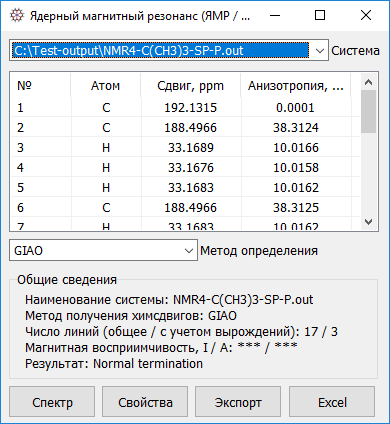 Ядерный магнитный резонанс (ЯМР / ...
C:\Test-output\NMR4-C(CH3)3-SP-P.out Система
№ Атом Сдвиг, ppm Анизотропия, ...
1 C 192.1315 0.0001
2 C 188.4966 38.3124
3 H 33.1689 10.0166
4 H 33.1676 10.0158
5 H 33.1683 10.0162
6 C 188.4966 38.3125
7 H 33.1683 10.0162
GIAO Метод определения
Общие сведения
Наименование системы: NMR4-C(CH3)3-SP-P.out
Метод получения химсдвигов: GIAO
Число линий (общее / с учетом вырождений): 17 / 3
Магнитная восприимчивость, I / A: *** / ***
Результат: Normal termination
Спектр Свойства Экспорт Excel